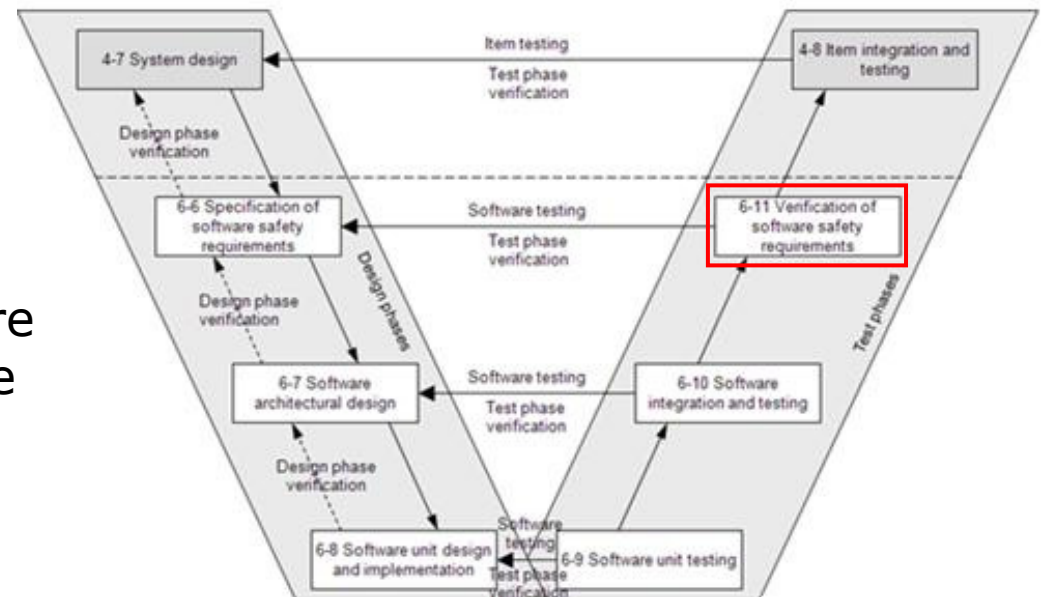 4-7 System design
Item testing
Test phase
verification
4-8 Item integration and
testing
Design phase
verification
6-6 Specification of
software safety
requirements
Software testing
Test phase
verification
6-11 Verification of
software safety
requirements
Design phases
Test phases
re
e
Design phase
verification
6-7 Software
architectural design
Software testing
Test phase
verification
6-10 Software
integration and testing
Design phase
verification
6-8 Software unit design
and implementation
Software
testing
Test phase
verification
6-9 Software unit testing